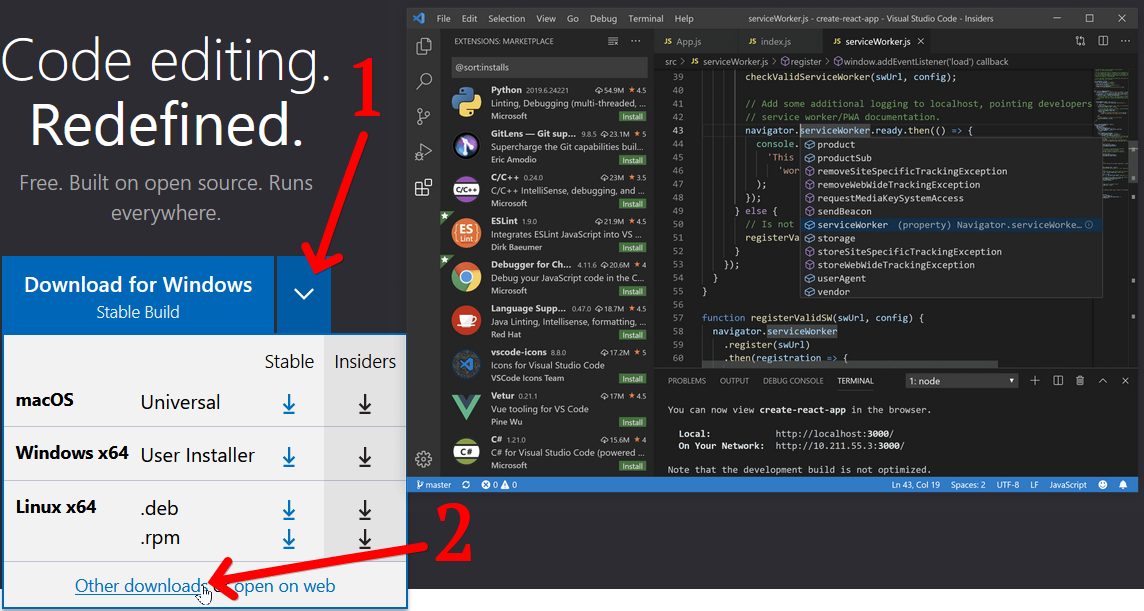 Code editing.
Redefined.
Free. Built on open source. Runs
everywhere.
1
Download for Windows
Stable Build
Stable Insiders
macOS Universal
Windows x64 User Installer
Linux x64 .deb
.rpm
Other downloads open on web
2
File Edit Selection View Go Debug Terminal Help
serviceWorker.js - create-react-app - Visual Studio Code - Insiders
EXTENSIONS: MARKETPLACE
@sort:installs
Python 2019.6.24221 54.9M ★4.5
Linting, Debugging (multi-threaded, ...
Microsoft Install
GitLens — Git sup... 9.8.5 23.1M ★5
Supercharge the Git capabilities buil...
Eric Amodio Install
C/C++ 0.24.0 23M ★3.5
C/C++ IntelliSense, debugging, and ...
Microsoft Install
ESLint 1.9.0 21.9M ★4.5
Integrates ESLint JavaScript into VS ...
Dirk Baeumer Install
Debugger for Ch... 4.11.6 20.6M ★4
Debug your JavaScript code in the C...
Microsoft Install
Language Supp... 0.47.0 18.7M ★4.5
Java Linting, Intellisense, formatting, ...
Red Hat Install
vscode-icons 8.8.0 17.2M ★5
Icons for Visual Studio Code
VSCode Icons Team Install
Vetur 0.21.1 17M ★4.5
Vue tooling for VS Code
Pine Wu Install
C# 1.21.0 15.6M ★4
C# for Visual Studio Code (powered ...
Microsoft Install
C/C++
ES
Lint
C#
JS App.js JS index.js JS serviceWorker.js ×
src > JS serviceWorker.js > register > window.addEventListener('load') callback
39 checkValidServiceWorker(swUrl, config);
40
41 // Add some additional logging to localhost, pointing developers
42 // service worker/PWA documentation.
43 navigator.serviceWorker.ready.then(() => {
44 console.
45 'This
46 'wor
47 );
48 });
49 } else {
50 // Is not
51 registerVa
52 }
53 });
54 }
55 }
56
57 function registerValidSW(swUrl, config) {
58 navigator.serviceWorker
59 .register(swUrl)
60 .then(registration => {
product
productSub
removeSiteSpecificTrackingException
removeWebWideTrackingException
requestMediaKeySystemAccess
sendBeacon
serviceWorker (property) Navigator.serviceWorke...
storage
storeSiteSpecificTrackingException
storeWebWideTrackingException
userAgent
vendor
PROBLEMS OUTPUT DEBUG CONSOLE TERMINAL 1: node
You can now view create-react-app in the browser.
Local: http://localhost:3000/
On Your Network: http://10.211.55.3:3000/
Note that the development build is not optimized.
master 0 0 Ln 43, Col 19 Spaces: 2 UTF-8 LF JavaScript